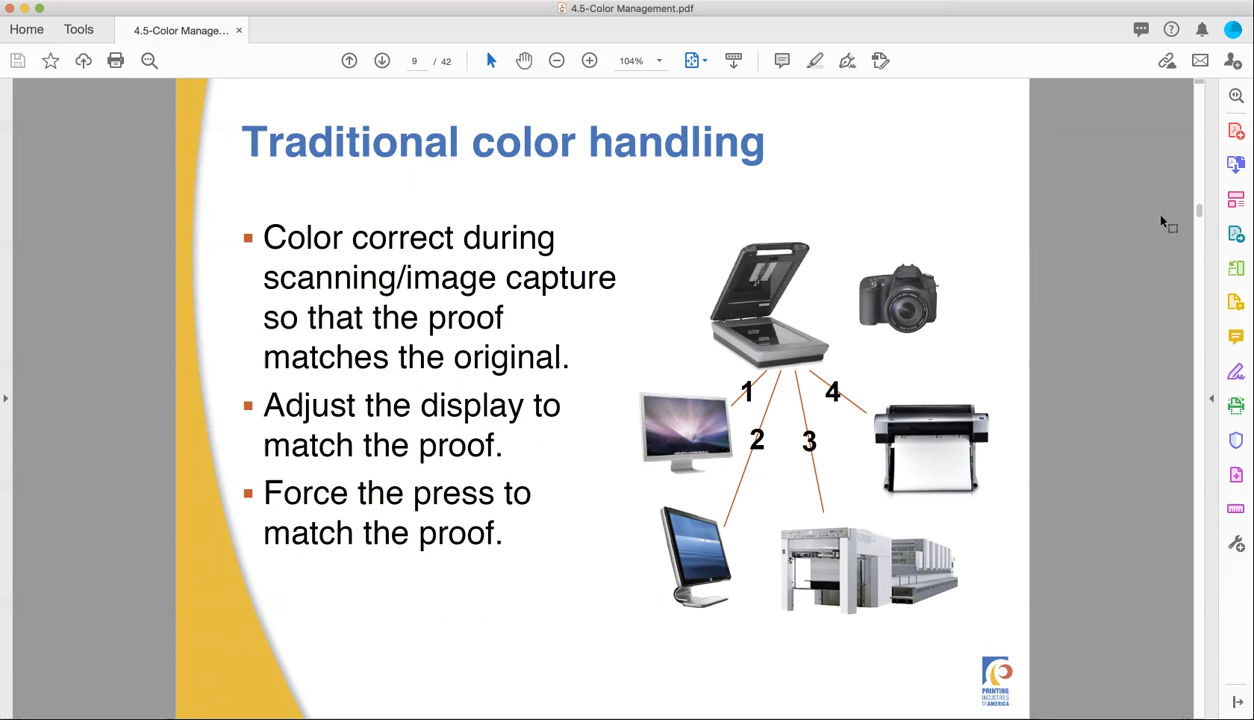 4.5-Color Management.pdf
Home
Tools
4.5-Color Manage...
9 / 42
104%
Traditional color handling
Color correct during
scanning/image capture
so that the proof
matches the original.
Adjust the display to
match the proof.
Force the press to
match the proof.
1
4
2
3
PRINTING
INDUSTRIES
OF AMERICA